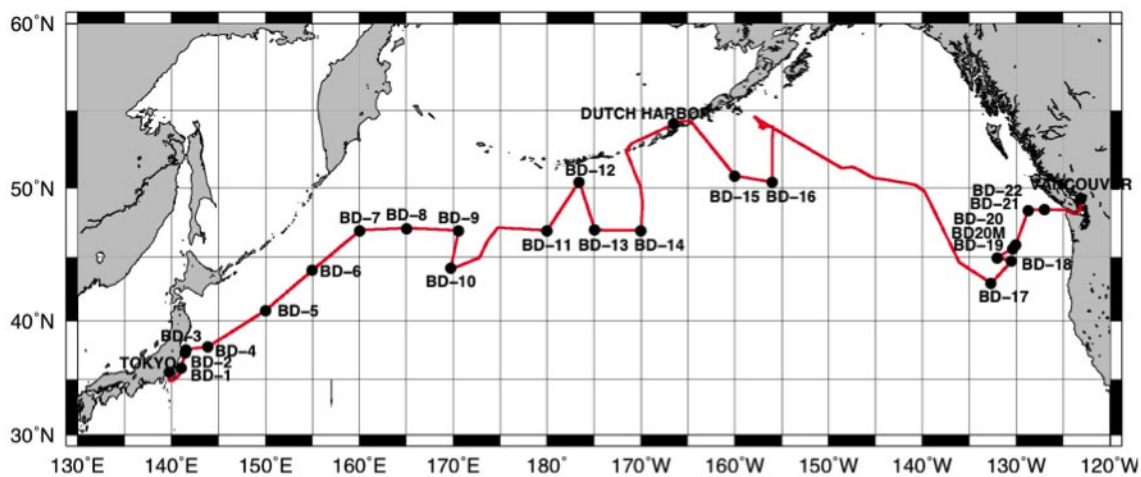 60˚N
DUTCH HARBOR
BD–12
50˚N
BD–22
VANCOUVER
BD–15
BD–16
BD–21
BD–7
BD–8
BD–9
BD–20
BD20M
BD–11
BD–13
BD–14
BD–19
BD–18
BD–6
BD–10
BD–17
BD–5
40˚N
BD–3
BD–4
TOKYO
BD–2
BD–1
30˚N
130˚E
140˚E
150˚E
160˚E
170˚E
180˚
170˚W
160˚W
150˚W
140˚W
130˚W
120˚W